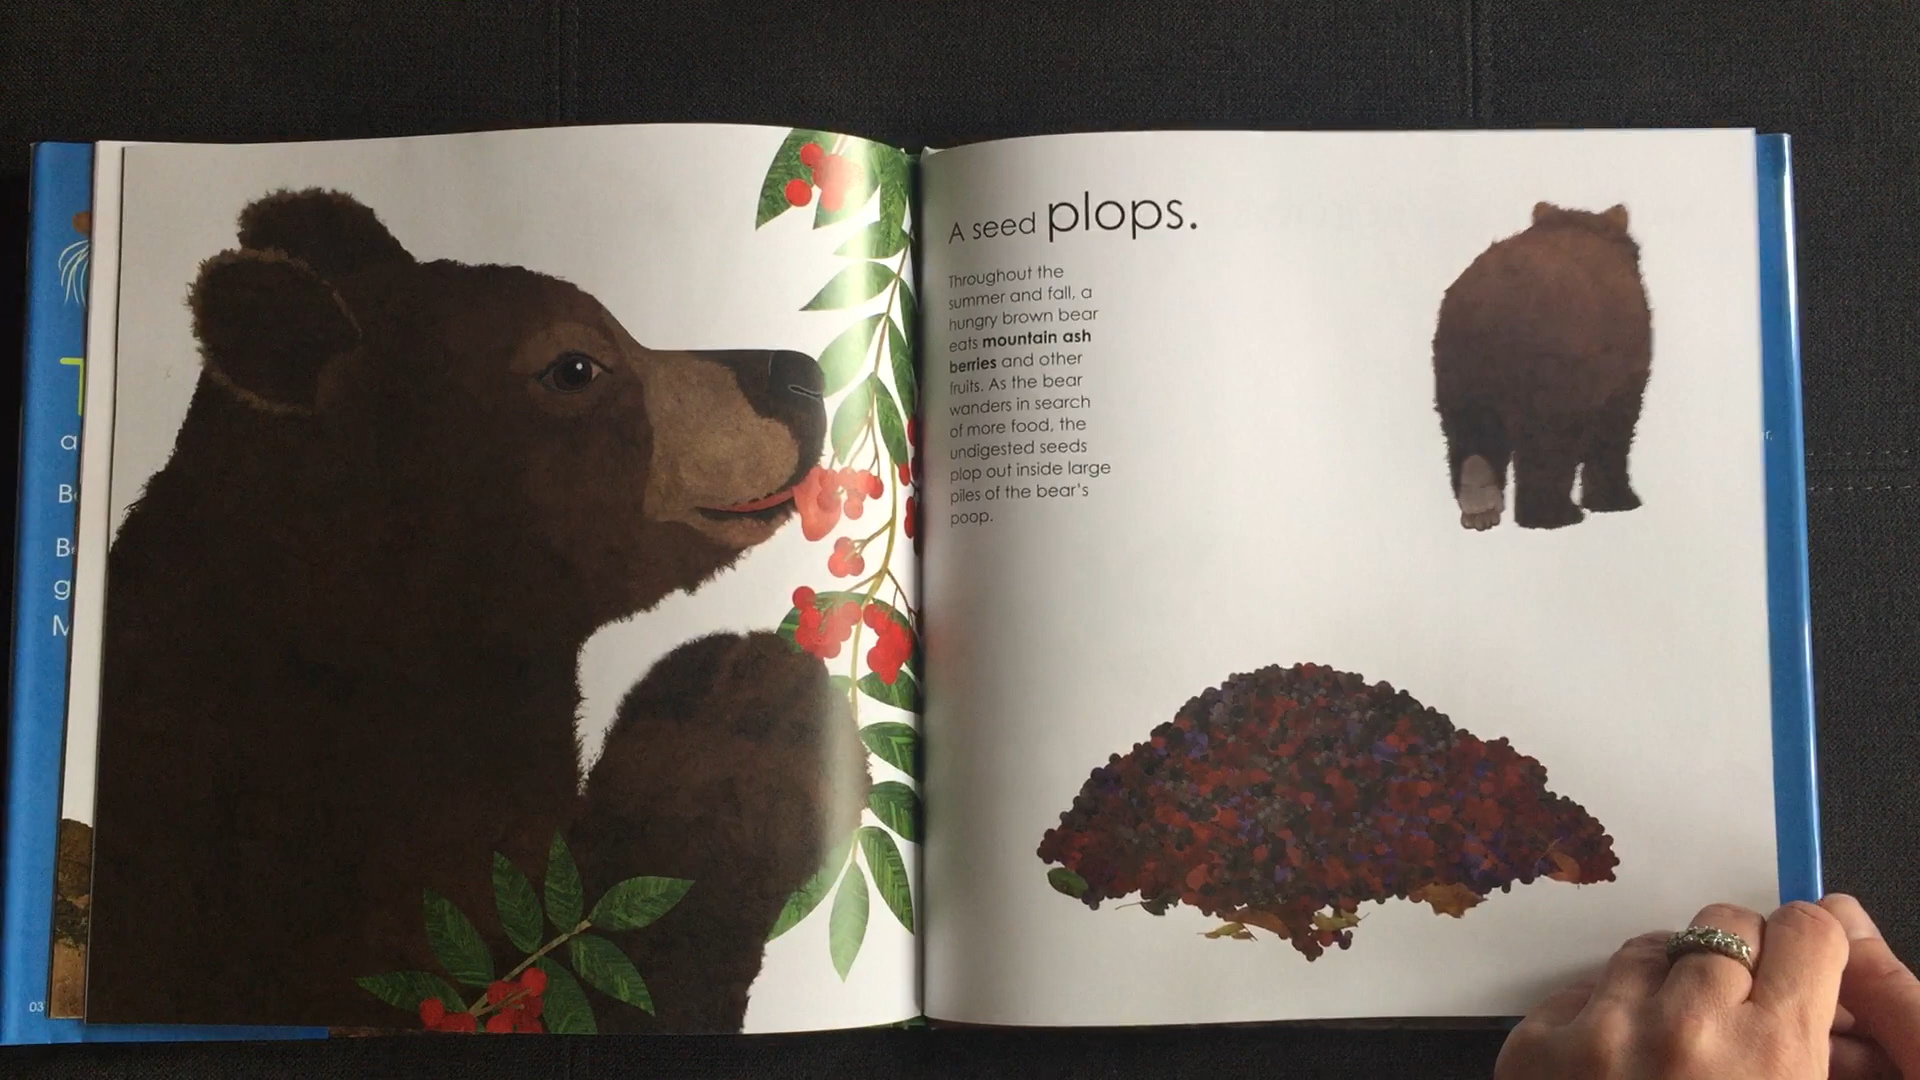 T
a
B
B
g
M
03
A seed plops.
Throughout the
summer and fall, a
hungry brown bear
eats mountain ash
berries and other
fruits. As the bear
wanders in search
of more food, the
undigested seeds
plop out inside large
piles of the bear's
poop.
r.